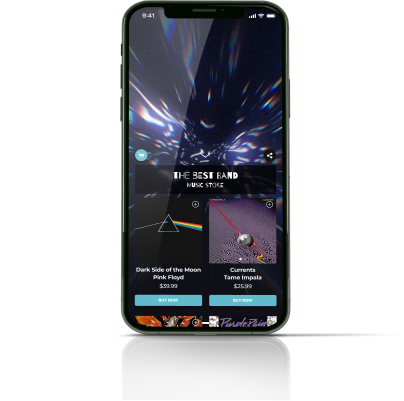 9:41
THE BEST BAND
MUSIC STORE
Dark Side of the Moon
Pink Floyd
$39.99
BUY NOW
Currents
Tame Impala
$25.99
BUY NOW
Purple Rain